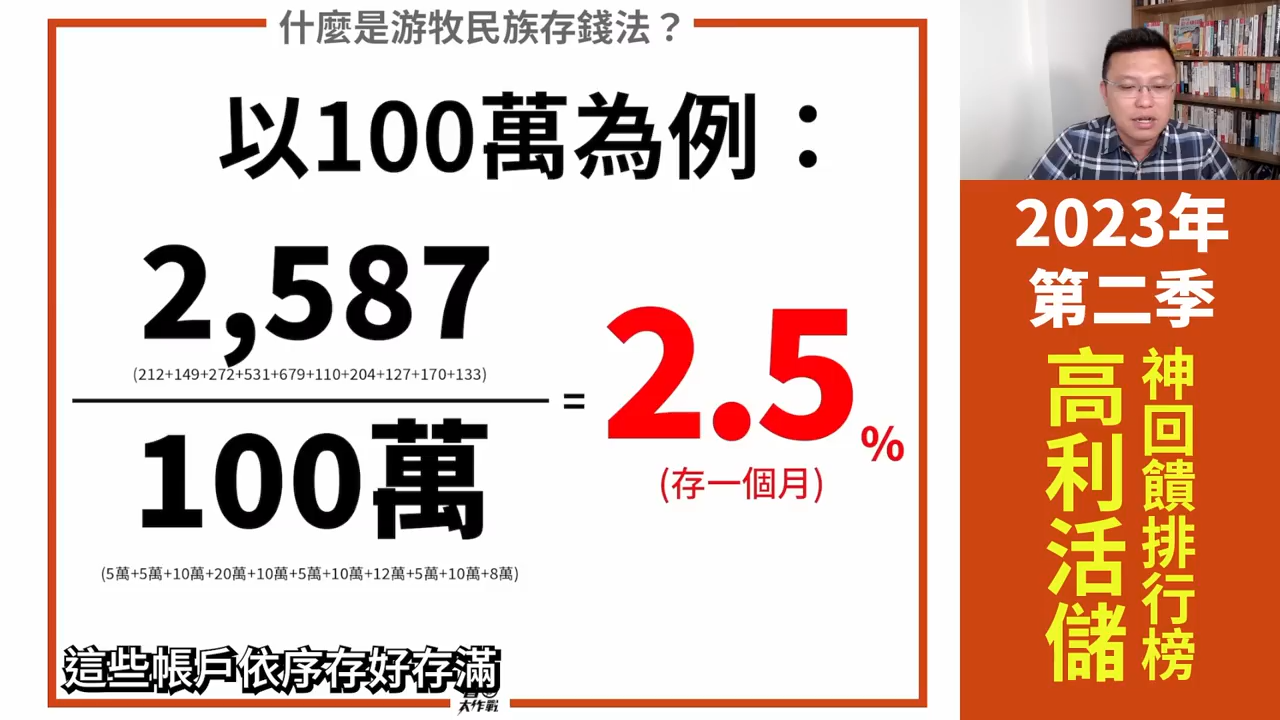 什麼是游牧民族存錢法？
以100萬為例：
2,587
(212+149+272+531+679+110+204+127+170+133)
100萬
(5萬+5萬+10萬+20萬+10萬+5萬+10萬+12萬+5萬+10萬+8萬)
=
2.5%
(存一個月)
這些帳戶依序存好存滿
大作戰
2023年
第二季
神回饋排行榜
高利活儲